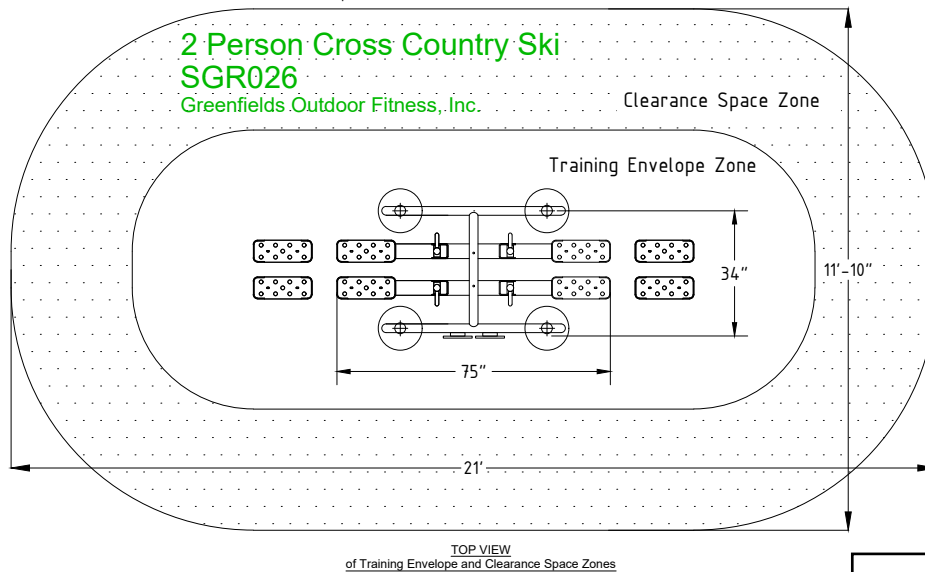 2 Person Cross Country Ski
SGR026
Greenfields Outdoor Fitness, Inc.
Clearance Space Zone
Training Envelope Zone
34"
11'-10"
75"
21'
TOP VIEW
of Training Envelope and Clearance Space Zones